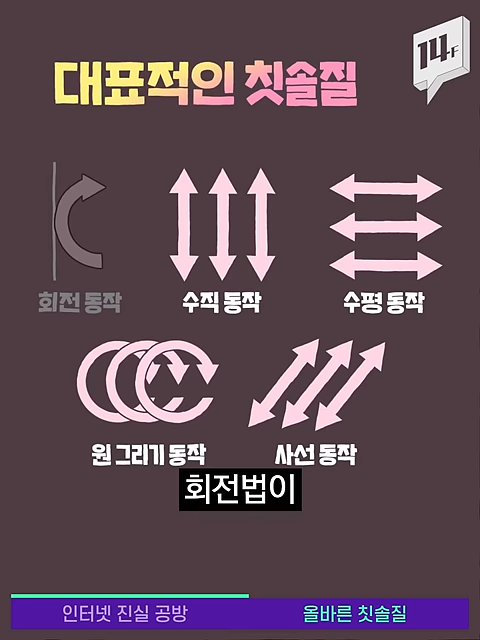 14F
대표적인 칫솔질
회전 동작
수직 동작
수평 동작
원 그리기 동작
사선 동작
회전법이
인터넷 진실 공방
올바른 칫솔질